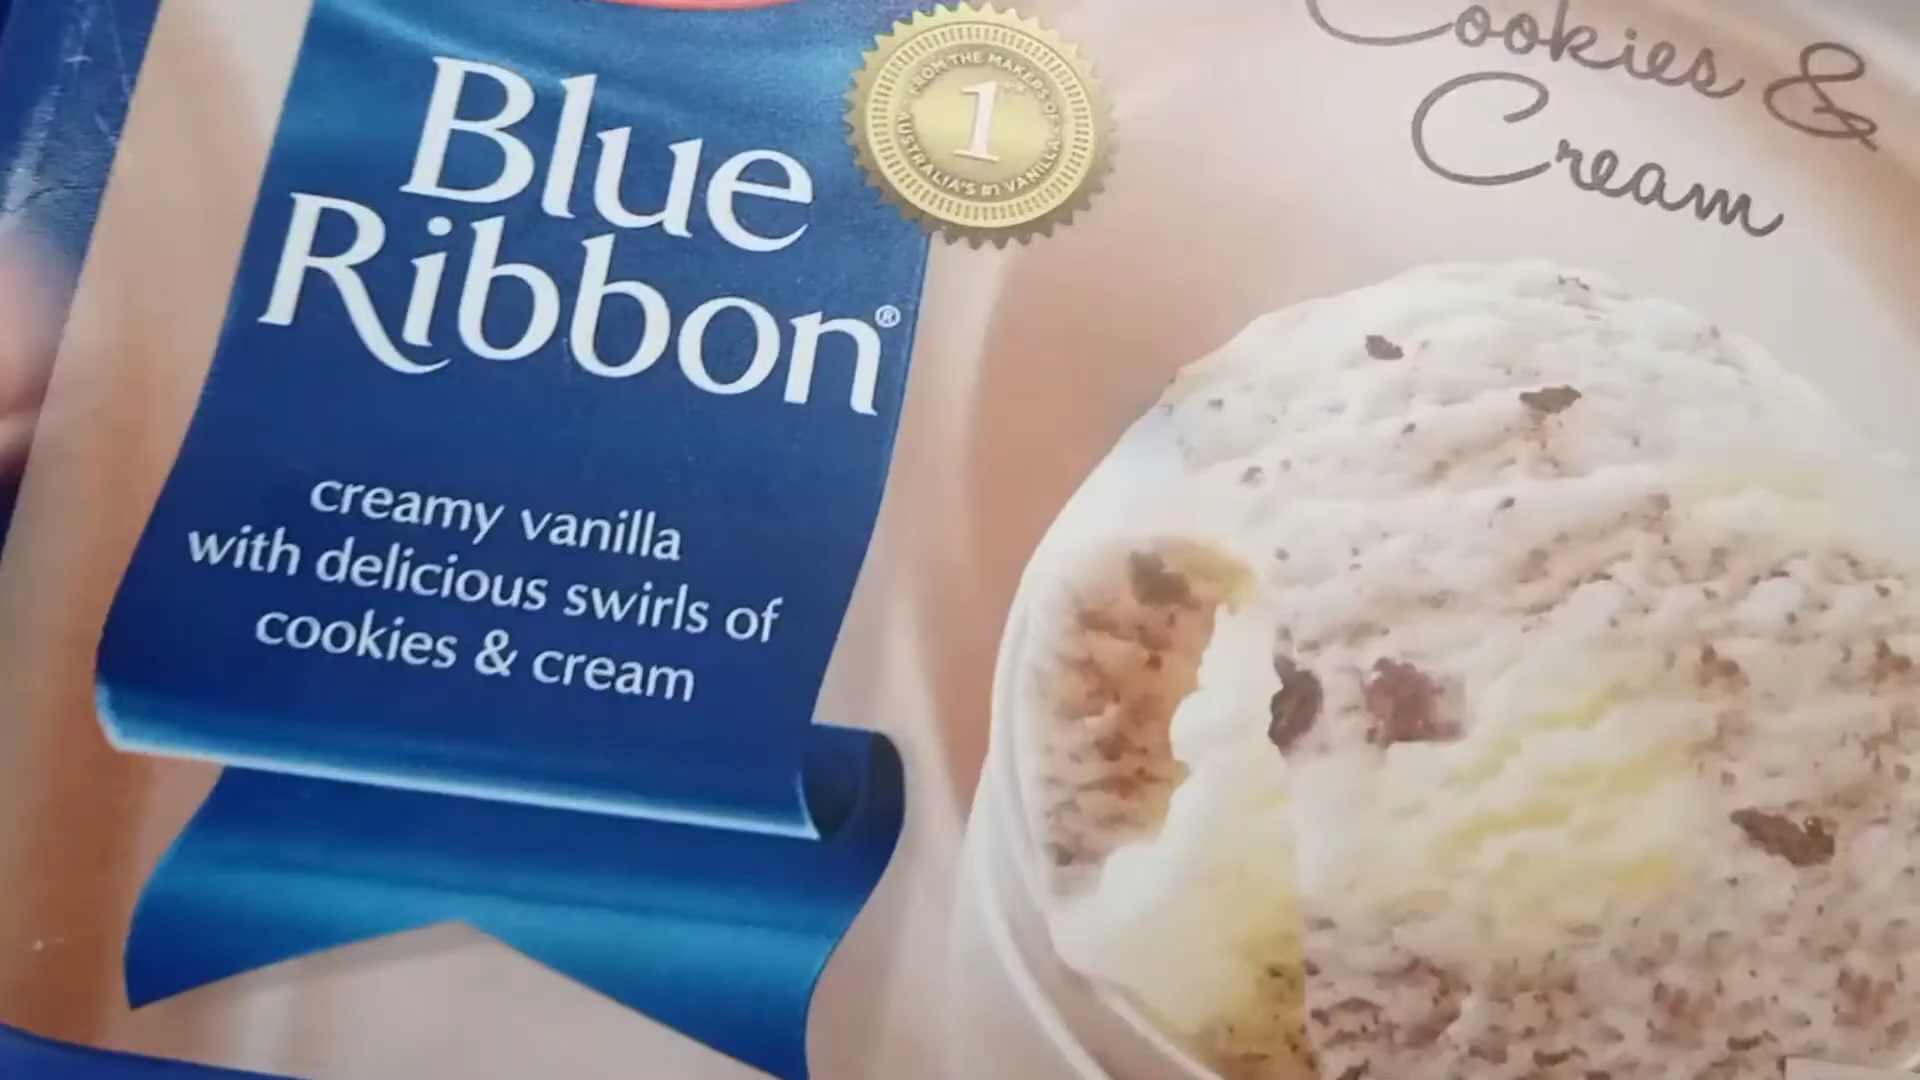 Blue
Ribbon®
creamy vanilla
with delicious swirls of
cookies & cream
FROM THE MAKERS OF
1
AUSTRALIA'S in VANILLA
Cookies &
Cream